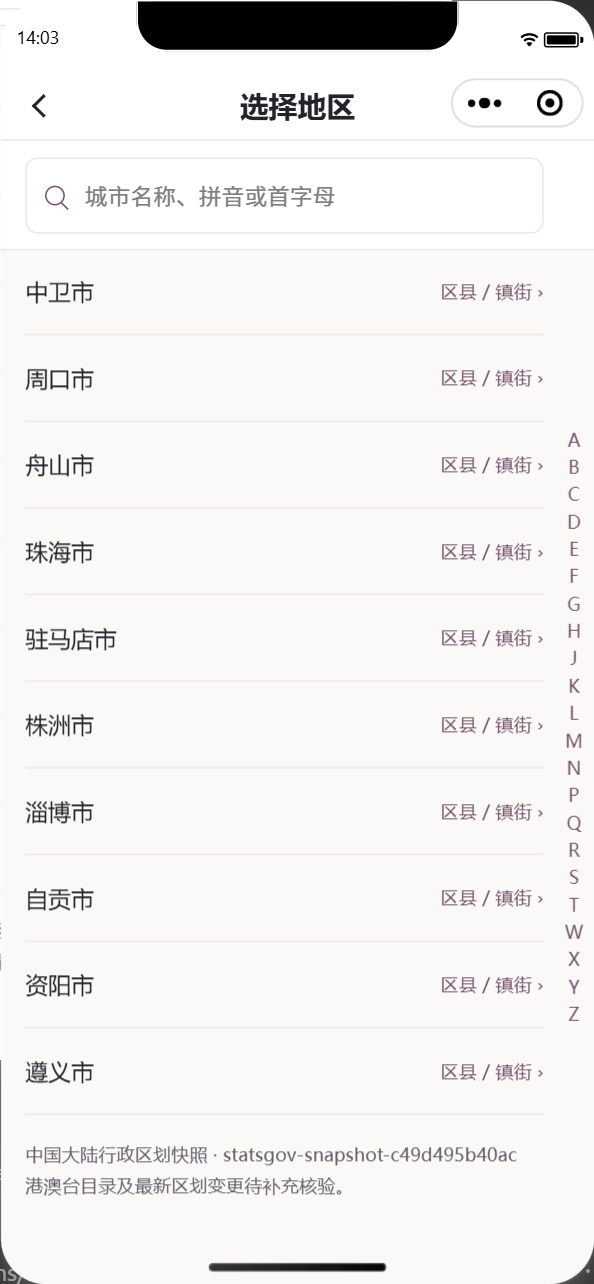 14:03
选择地区
城市名称、拼音或首字母
中卫市 区县 / 镇街 ›
周口市 区县 / 镇街 ›
舟山市 区县 / 镇街 ›
珠海市 区县 / 镇街 ›
驻马店市 区县 / 镇街 ›
株洲市 区县 / 镇街 ›
淄博市 区县 / 镇街 ›
自贡市 区县 / 镇街 ›
资阳市 区县 / 镇街 ›
遵义市 区县 / 镇街 ›
A
B
C
D
E
F
G
H
J
K
L
M
N
P
Q
R
S
T
W
X
Y
Z
中国大陆行政区划快照 · statsgov-snapshot-c49d495b40ac
港澳台目录及最新区划变更待补充核验。